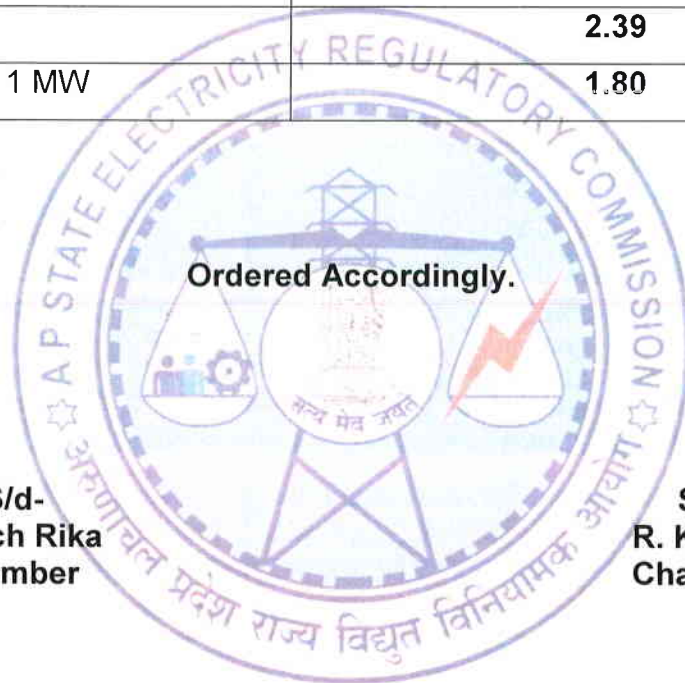 2.39
1 MW 1.80
A P STATE ELECTRICITY REGULATORY COMMISSION
Ordered Accordingly.
सत्य मेव जयते
S/d-
ch Rika
mber
S
R. K
Cha
अरुणाचल प्रदेश राज्य विद्युत विनियामक आयोग